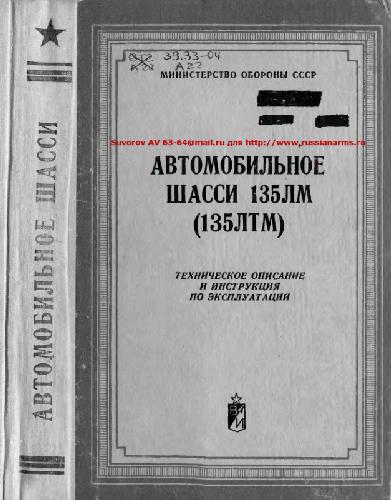 АВТОМОБИЛЬНОЕ ШАССИ
39.33-04
А22
МИНИСТЕРСТВО ОБОРОНЫ СССР
Suvorov AV 63-64@mail.ru для http://www.russianarms.ru
АВТОМОБИЛЬНОЕ
ШАССИ 135ЛМ
(135ЛТМ)
ТЕХНИЧЕСКОЕ ОПИСАНИЕ
И ИНСТРУКЦИЯ
ПО ЭКСПЛУАТАЦИИ